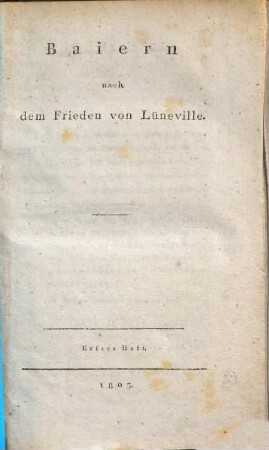 Baiern
nach
dem Frieden von Lüneville.
Erstes Heft.
1803.